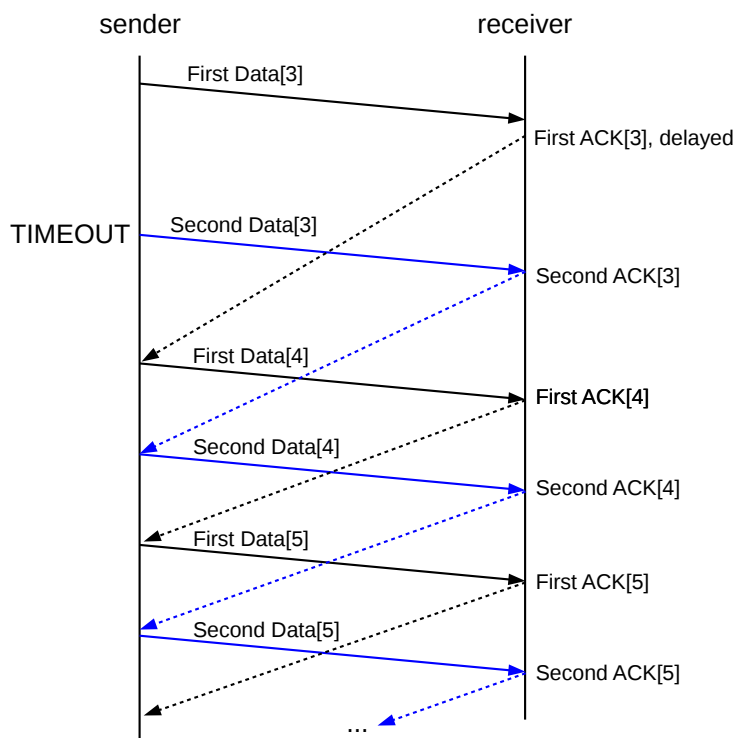 sender
receiver
First Data[3]
First ACK[3], delayed
Second Data[3]
TIMEOUT
Second ACK[3]
First Data[4]
First ACK[4]
Second Data[4]
Second ACK[4]
First Data[5]
First ACK[5]
Second Data[5]
Second ACK[5]
...